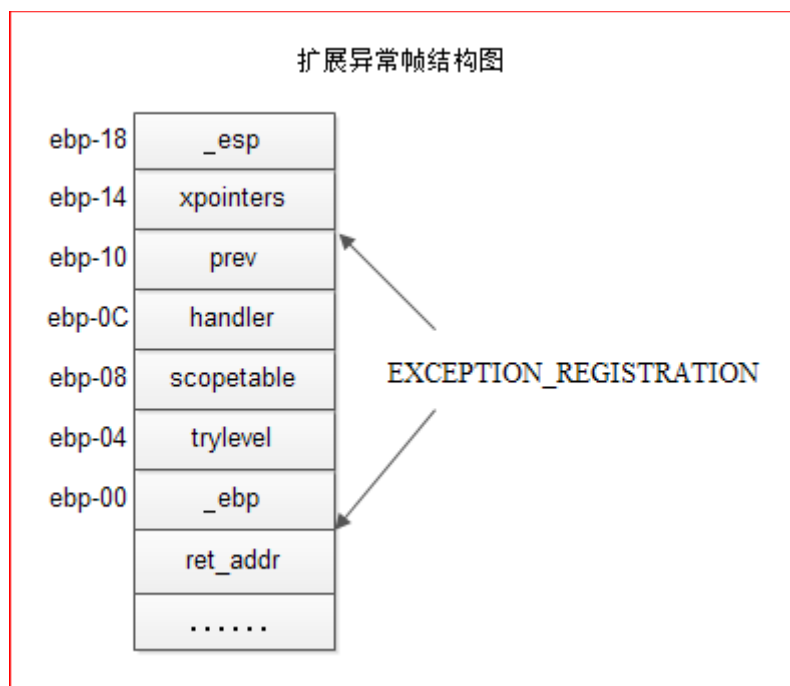 扩展异常帧结构图
ebp-18 _esp
ebp-14 xpointers
ebp-10 prev
ebp-0C handler
ebp-08 scopetable
EXCEPTION_REGISTRATION
ebp-04 trylevel
ebp-00 _ebp
ret_addr
......